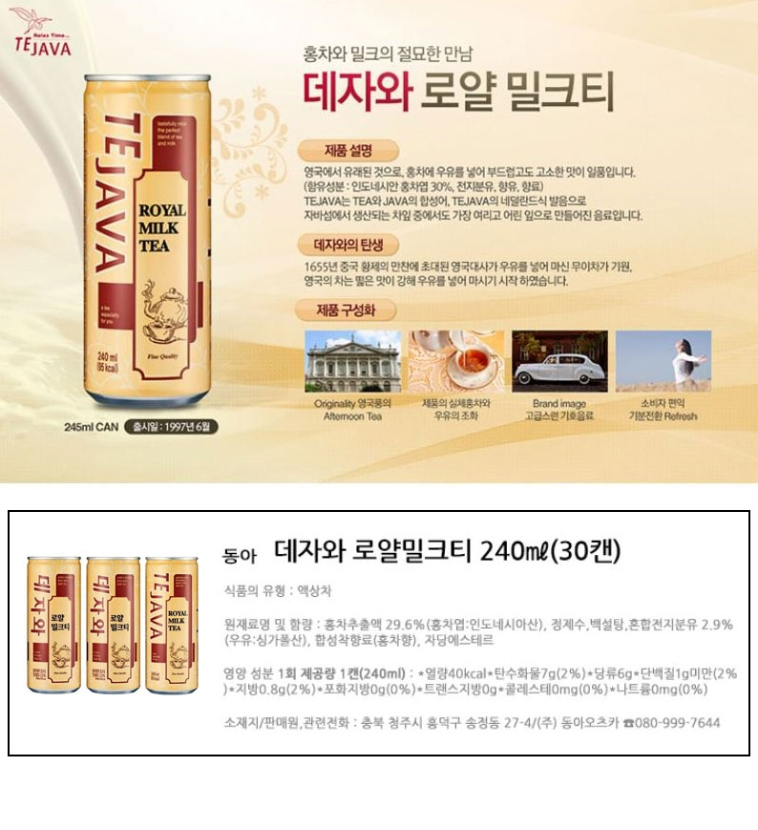 Relax Time...
TEJAVA
홍차와 밀크의 절묘한 만남
데자와 로얄 밀크티
제품 설명
영국에서 유래된 것으로, 홍차에 우유를 넣어 부드럽고도 고소한 맛이 일품입니다.
(함유성분 : 인도네시안 홍차엽 30%, 전지분유, 향유, 향료)
TEJAVA는 TEA와 JAVA의 합성어, TEJAVA의 네덜란드식 발음으로
자바섬에서 생산되는 차잎 중에서도 가장 여리고 어린 잎으로 만들어진 음료입니다.
데자와의 탄생
1655년 중국 황제의 만찬에 초대된 영국대사가 우유를 넣어 마신 무이차가 기원,
영국의 차는 떫은 맛이 강해 우유를 넣어 마시기 시작 하였습니다.
제품 구성화
Originality 영국풍의
Afternoon Tea
제품의 실체홍차와
우유의 조화
Brand image
고급스런 기호음료
소비자 편익
기분전환 Refresh
tastefully mild
the perfect
blend of tea
and milk
TEJAVA
ROYAL
MILK
TEA
a tea
especially
for you
240 ml
(95 kcal)
Fine Quality
245ml CAN 출시일 : 1997년 6월
동아 데자와 로얄밀크티 240㎖(30캔)
식품의 유형 : 액상차
원재료명 및 함량 : 홍차추출액 29.6%(홍차엽:인도네시아산), 정제수,백설탕,혼합전지분유 2.9%
(우유:싱가폴산), 합성착향료(홍차향), 자당에스테르
영양 성분 1회 제공량 1캔(240ml) : *열량40kcal*탄수화물7g(2%)*당류6g*단백질1g미만(2%
)*지방0.8g(2%)*포화지방0g(0%)*트랜스지방0g*콜레스테0mg(0%)*나트륨0mg(0%)
소재지/판매원,관련전화 : 충북 청주시 흥덕구 송정동 27-4/(주) 동아오츠카 ☎080-999-7644
데자와
로얄
밀크티
데자와
로얄
밀크티
TEJAVA
ROYAL
MILK
TEA